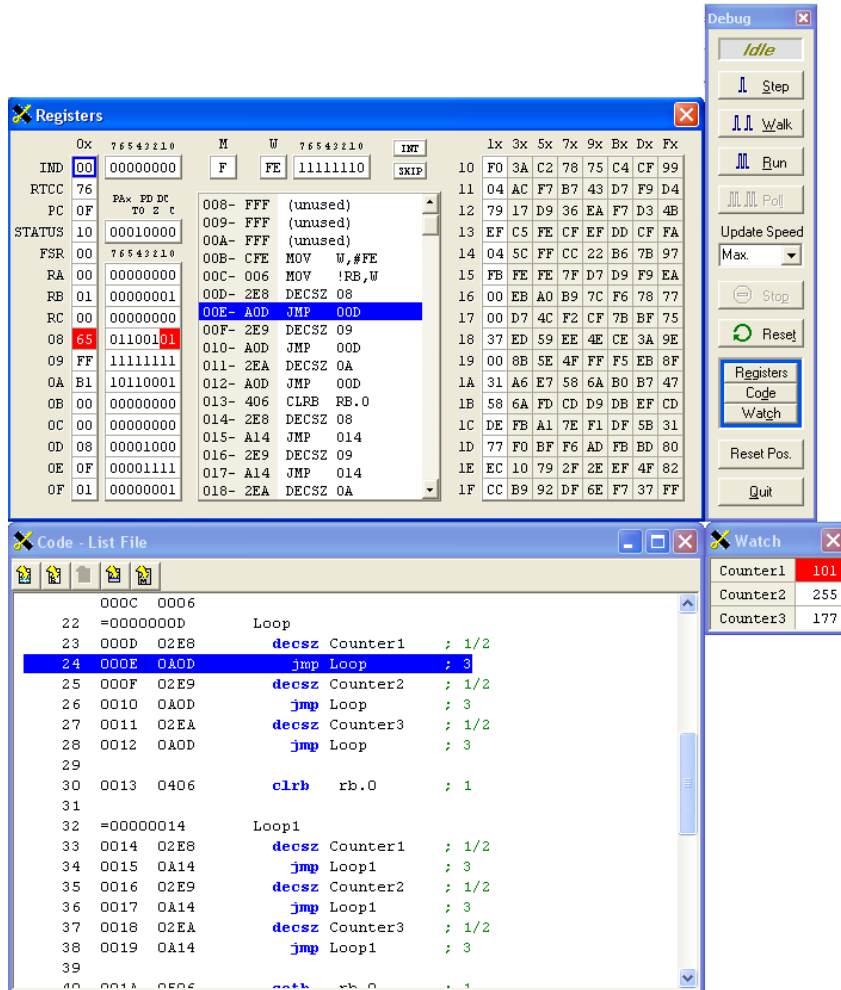 Registers
0x 76543210
IND 00 00000000
RTCC 76
PAx PD DC
PC 0F TO Z C
STATUS 10 00010000
FSR 00 76543210
RA 00 00000000
RB 01 00000001
RC 00 00000000
08 65 01100101
09 FF 11111111
0A B1 10110001
0B 00 00000000
0C 00 00000000
0D 08 00001000
0E 0F 00001111
0F 01 00000001
M W 76543210 INT
F FE 11111110 SKIP
008- FFF (unused)
009- FFF (unused)
00A- FFF (unused)
00B- CFE MOV W,#FE
00C- 006 MOV !RB,W
00D- 2E8 DECSZ 08
00E- A0D JMP 00D
00F- 2E9 DECSZ 09
010- A0D JMP 00D
011- 2EA DECSZ 0A
012- A0D JMP 00D
013- 406 CLRB RB.0
014- 2E8 DECSZ 08
015- A14 JMP 014
016- 2E9 DECSZ 09
017- A14 JMP 014
018- 2EA DECSZ 0A
1x 3x 5x 7x 9x Bx Dx Fx
10 F0 3A C2 78 75 C4 CF 99
11 04 AC F7 B7 43 D7 F9 D4
12 79 17 D9 36 EA F7 D3 4B
13 EF C5 FE CF EF DD CF FA
14 04 5C FF CC 22 B6 7B 97
15 FB FE FE 7F D7 D9 F9 EA
16 00 EB A0 B9 7C F6 78 77
17 00 D7 4C F2 CF 7B BF 75
18 37 ED 59 EE 4E CE 3A 9E
19 00 8B 5E 4F FF F5 EB 8F
1A 31 A6 E7 58 6A B0 B7 47
1B 58 6A FD CD D9 DB EF CD
1C DE FB A1 7E F1 DF 5B 31
1D 77 F0 BF F6 AD FB BD 80
1E EC 10 79 2F 2E EF 4F 82
1F CC B9 92 DF 6E F7 37 FF
Debug
Idle
Step
Walk
Run
Poll
Update Speed
Max.
Stop
Reset
Registers
Code
Watch
Reset Pos.
Quit
Code - List File
000C 0006
22 =0000000D Loop
23 000D 02E8 decsz Counter1 ; 1/2
24 000E 0A0D jmp Loop ; 3
25 000F 02E9 decsz Counter2 ; 1/2
26 0010 0A0D jmp Loop ; 3
27 0011 02EA decsz Counter3 ; 1/2
28 0012 0A0D jmp Loop ; 3
29
30 0013 0406 clrb rb.0 ; 1
31
32 =00000014 Loop1
33 0014 02E8 decsz Counter1 ; 1/2
34 0015 0A14 jmp Loop1 ; 3
35 0016 02E9 decsz Counter2 ; 1/2
36 0017 0A14 jmp Loop1 ; 3
37 0018 02EA decsz Counter3 ; 1/2
38 0019 0A14 jmp Loop1 ; 3
39
Watch
Counter1 101
Counter2 255
Counter3 177